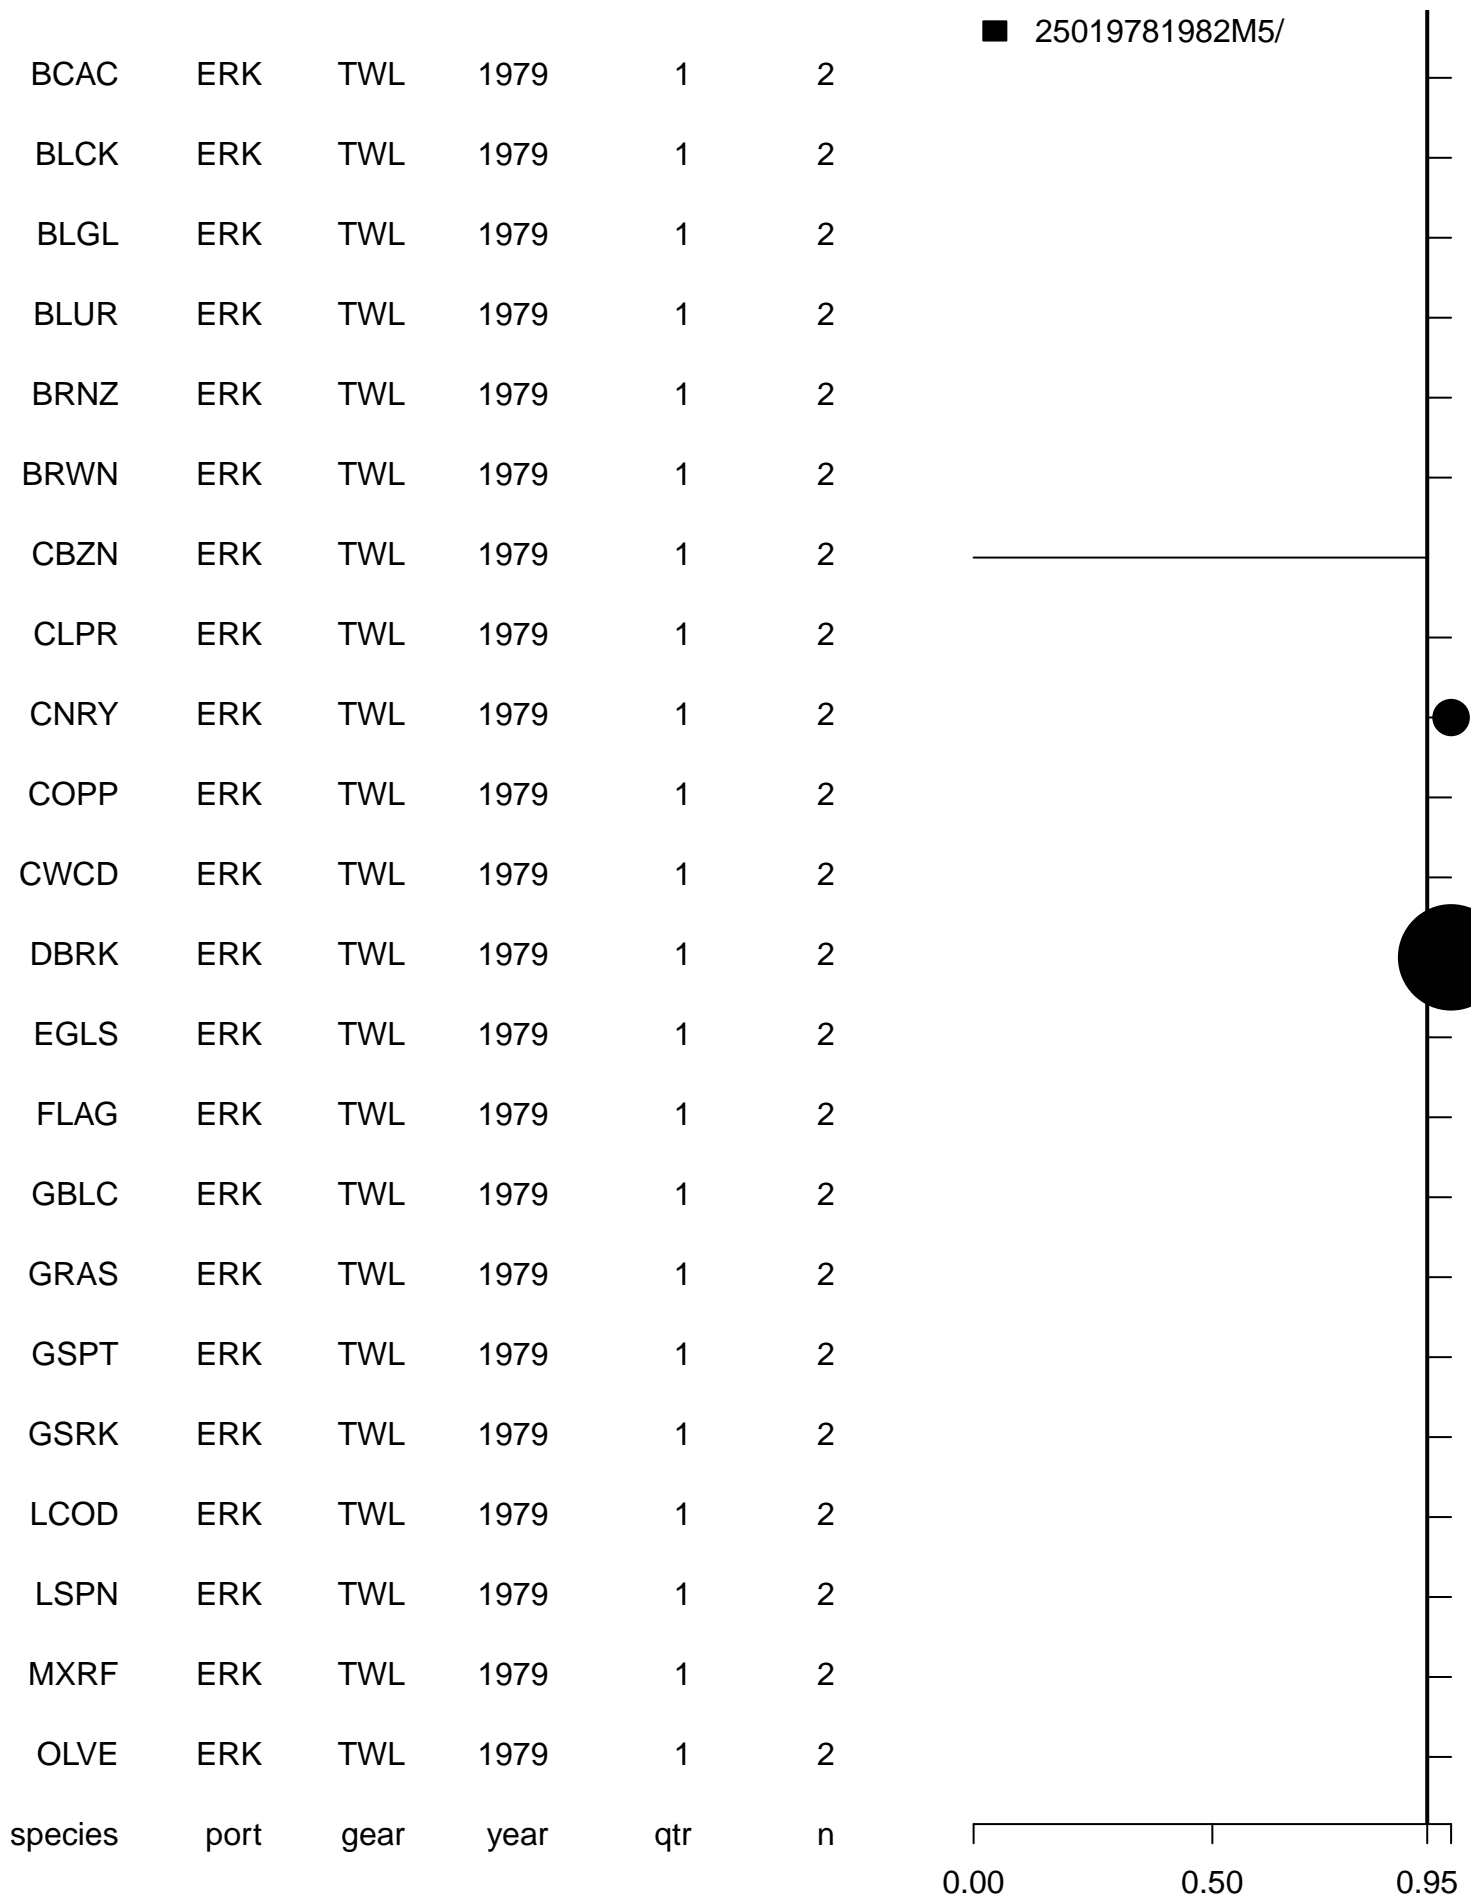 25019781982M5/
BCAC ERK TWL 1979 1 2
BLCK ERK TWL 1979 1 2
BLGL ERK TWL 1979 1 2
BLUR ERK TWL 1979 1 2
BRNZ ERK TWL 1979 1 2
BRWN ERK TWL 1979 1 2
CBZN ERK TWL 1979 1 2
CLPR ERK TWL 1979 1 2
CNRY ERK TWL 1979 1 2
COPP ERK TWL 1979 1 2
CWCD ERK TWL 1979 1 2
DBRK ERK TWL 1979 1 2
EGLS ERK TWL 1979 1 2
FLAG ERK TWL 1979 1 2
GBLC ERK TWL 1979 1 2
GRAS ERK TWL 1979 1 2
GSPT ERK TWL 1979 1 2
GSRK ERK TWL 1979 1 2
LCOD ERK TWL 1979 1 2
LSPN ERK TWL 1979 1 2
MXRF ERK TWL 1979 1 2
OLVE ERK TWL 1979 1 2
species port gear year qtr n
0.00 0.50 0.95